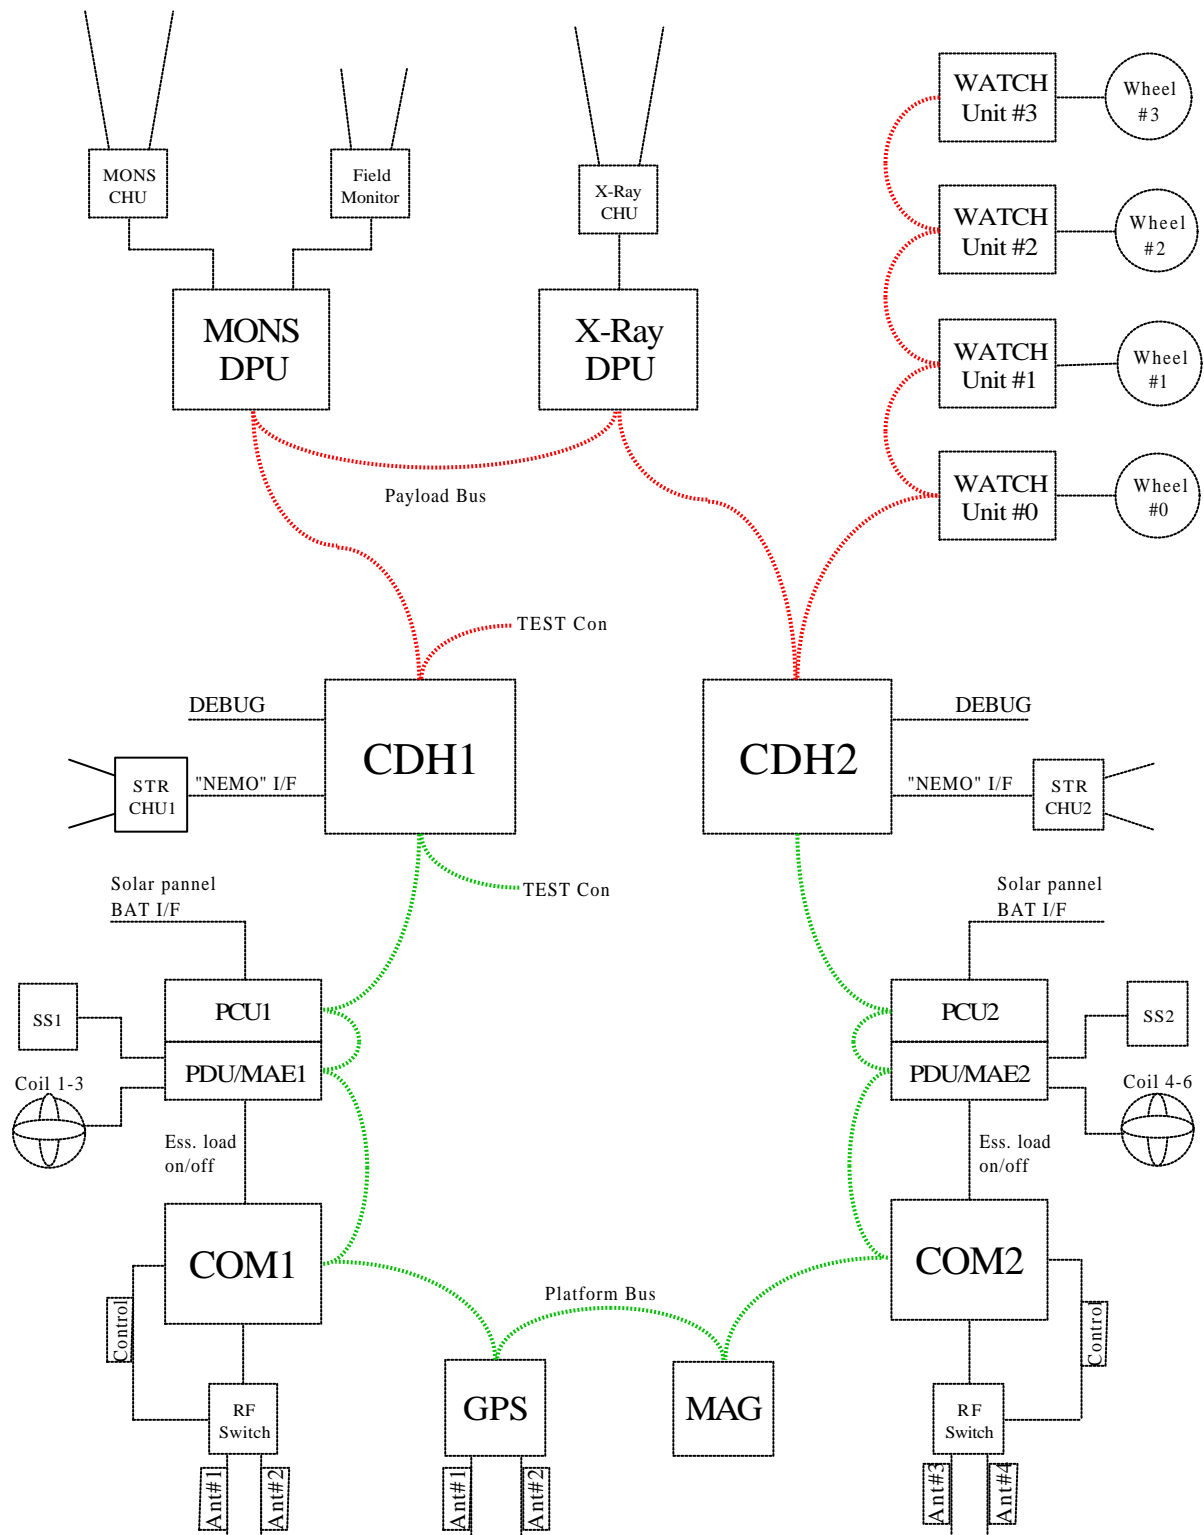 WATCH
Unit #3
Wheel
#3
MONS
CHU
Field
Monitor
X-Ray
CHU
WATCH
Unit #2
Wheel
#2
MONS
DPU
X-Ray
DPU
WATCH
Unit #1
Wheel
#1
Payload Bus
WATCH
Unit #0
Wheel
#0
TEST Con
DEBUG
CDH1
CDH2
DEBUG
STR
CHU1
"NEMO" I/F
"NEMO" I/F
STR
CHU2
TEST Con
Solar pannel
BAT I/F
Solar pannel
BAT I/F
SS1
PCU1
PCU2
SS2
Coil 1-3
PDU/MAE1
PDU/MAE2
Coil 4-6
Ess. load
on/off
Ess. load
on/off
COM1
COM2
Platform Bus
Control
Control
RF
Switch
GPS
MAG
RF
Switch
Ant#1
Ant#2
Ant#1
Ant#2
Ant#3
Ant#4